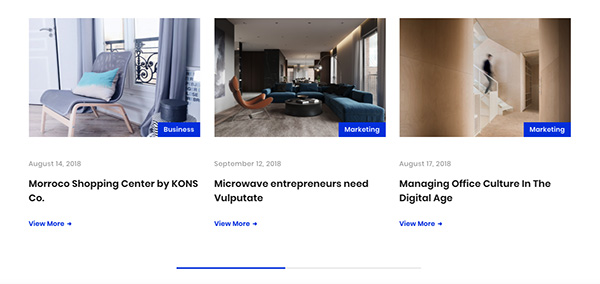 Business
Marketing
Marketing
August 14, 2018
September 12, 2018
August 17, 2018
Morroco Shopping Center by KONS
Co.
Microwave entrepreneurs need
Vulputate
Managing Office Culture In The
Digital Age
View More →
View More →
View More →